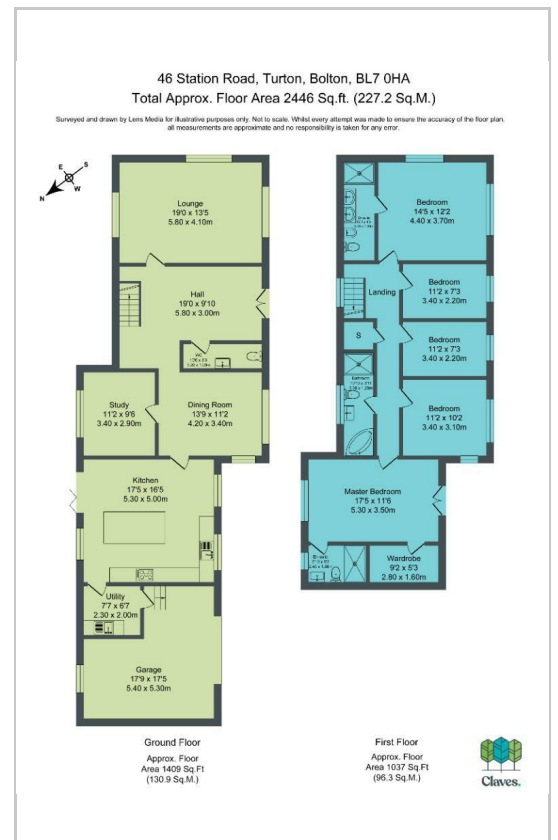 46 Station Road, Turton, Bolton, BL7 0HA
Total Approx. Floor Area 2446 Sq.ft. (227.2 Sq.M.)
Surveyed and drawn by Lens Media for illustrative purposes only. Not to scale. Whilst every attempt was made to ensure the accuracy of the floor plan, all measurements are approximate and no responsibility is taken for any error.
E
S
N
W
Lounge
19'0 x 13'5
5.80 x 4.10m
Hall
19'0 x 9'10
5.80 x 3.00m
WC
Study
11'2 x 9'6
3.40 x 2.90m
Dining Room
13'9 x 11'2
4.20 x 3.40m
Kitchen
17'5 x 16'5
5.30 x 5.00m
Utility
7'7 x 6'7
2.30 x 2.00m
Garage
17'9 x 17'5
5.40 x 5.30m
Ground Floor
Approx. Floor
Area 1409 Sq.Ft
(130.9 Sq.M.)
Bedroom
14'5 x 12'2
4.40 x 3.70m
Landing
Bedroom
11'2 x 7'3
3.40 x 2.20m
S
Bedroom
11'2 x 7'3
3.40 x 2.20m
Bathroom
Bedroom
11'2 x 10'2
3.40 x 3.10m
Master Bedroom
17'5 x 11'6
5.30 x 3.50m
Wardrobe
9'2 x 5'3
2.80 x 1.60m
First Floor
Approx. Floor
Area 1037 Sq.Ft
(96.3 Sq.M.)
Claves.